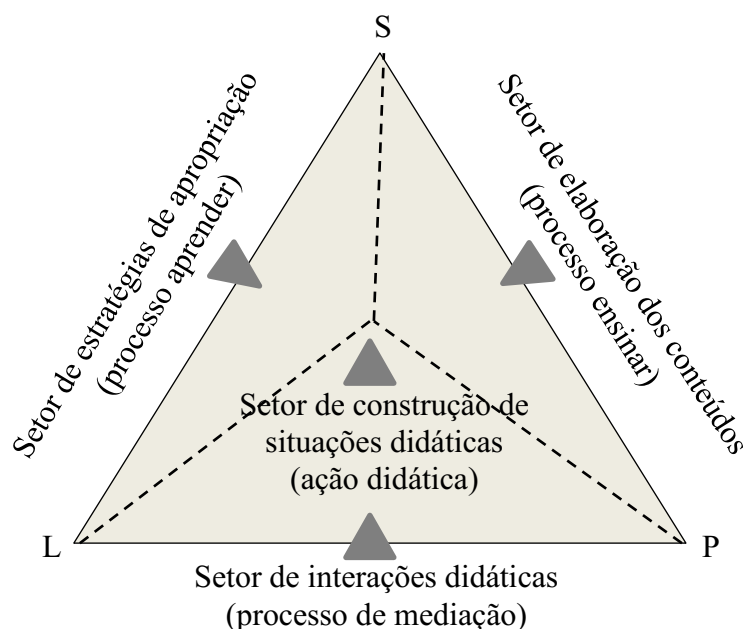 S
Setor de estratégias de apropriação
(processo aprender)
Setor de elaboração dos conteúdos
(processo ensinar)
Setor de construção de
situações didáticas
(ação didática)
L
P
Setor de interações didáticas
(processo de mediação)